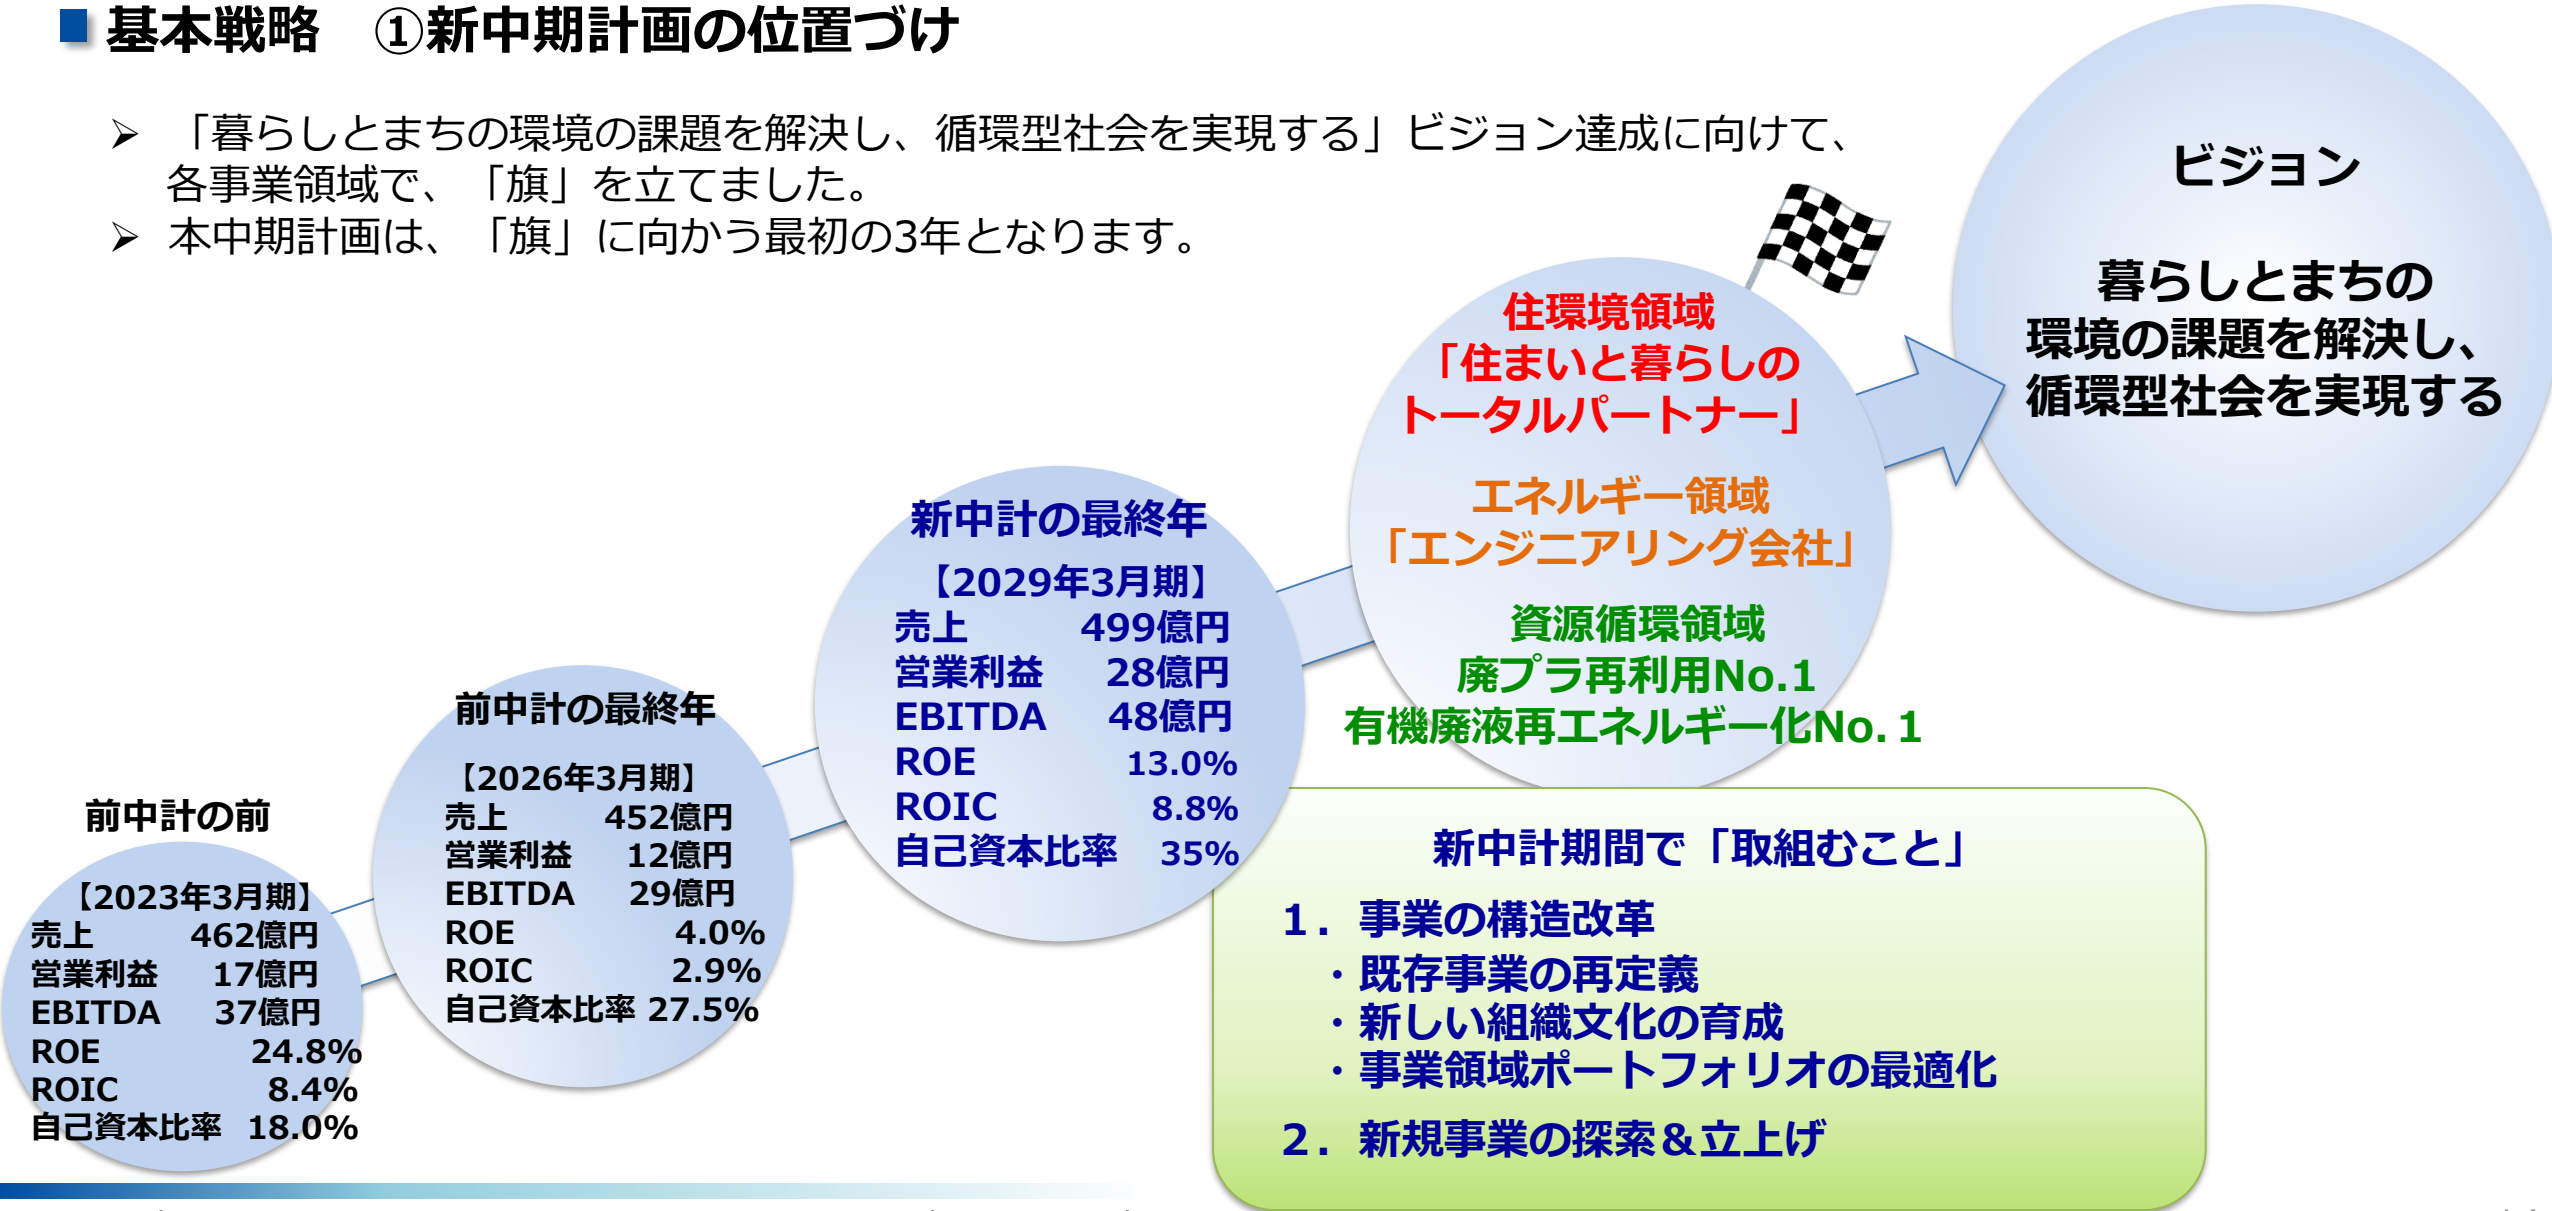 基本戦略　①新中期計画の位置づけ
➢ 「暮らしとまちの環境の課題を解決し、循環型社会を実現する」ビジョン達成に向けて、
各事業領域で、「旗」を立てました。
➢ 本中期計画は、「旗」に向かう最初の3年となります。
前中計の前
【2023年3月期】
売上 462億円
営業利益 17億円
EBITDA 37億円
ROE 24.8%
ROIC 8.4%
自己資本比率 18.0%
前中計の最終年
【2026年3月期】
売上 452億円
営業利益 12億円
EBITDA 29億円
ROE 4.0%
ROIC 2.9%
自己資本比率 27.5%
新中計の最終年
【2029年3月期】
売上 499億円
営業利益 28億円
EBITDA 48億円
ROE 13.0%
ROIC 8.8%
自己資本比率 35%
住環境領域
「住まいと暮らしの
トータルパートナー」
エネルギー領域
「エンジニアリング会社」
資源循環領域
廃プラ再利用No.1
有機廃液再エネルギー化No.1
ビジョン
暮らしとまちの
環境の課題を解決し、
循環型社会を実現する
新中計期間で「取組むこと」
1．事業の構造改革
・既存事業の再定義
・新しい組織文化の育成
・事業領域ポートフォリオの最適化
2．新規事業の探索＆立上げ